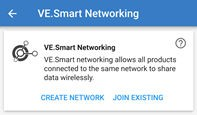 VE.Smart Networking
VE.Smart Networking
VE.Smart networking allows all products
connected to the same network to share
data wirelessly.
CREATE NETWORK JOIN EXISTING